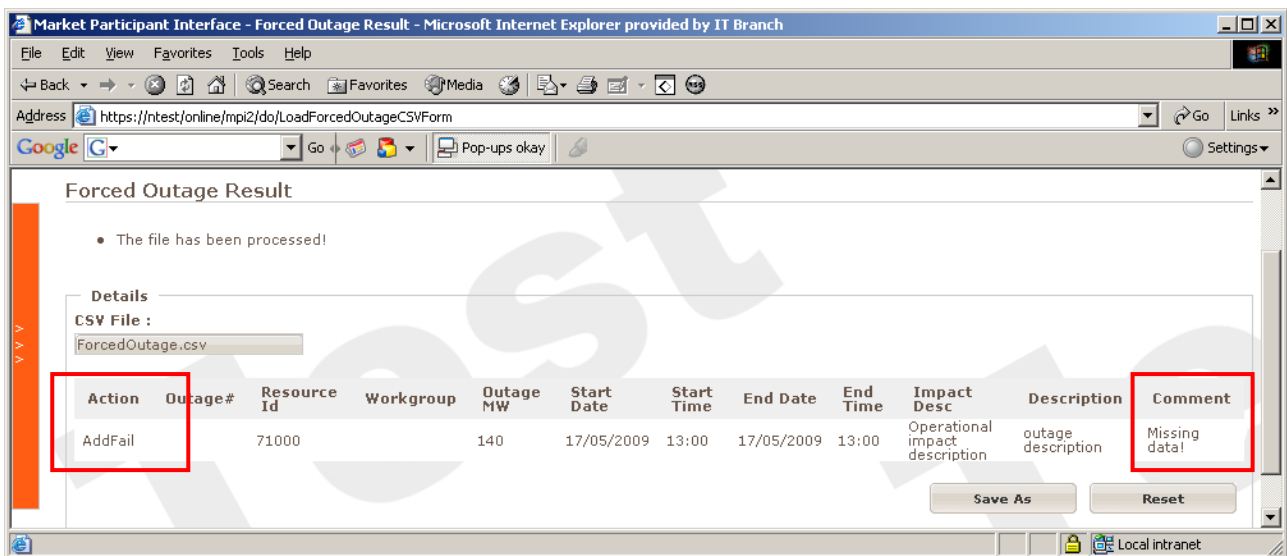 Market Participant Interface - Forced Outage Result - Microsoft Internet Explorer provided by IT Branch
File Edit View Favorites Tools Help
Back Search Favorites Media
Address https://ntest/online/mpi2/do/LoadForcedOutageCSVForm Go Links »
Google G Go Pop-ups okay Settings
Forced Outage Result
• The file has been processed!
Details
CSV File :
ForcedOutage.csv
Action Outage# Resource Id Workgroup Outage MW Start Date Start Time End Date End Time Impact Desc Description Comment
AddFail 71000 140 17/05/2009 13:00 17/05/2009 13:00 Operational impact description outage description Missing data!
Save As Reset
Local intranet
Test
Te